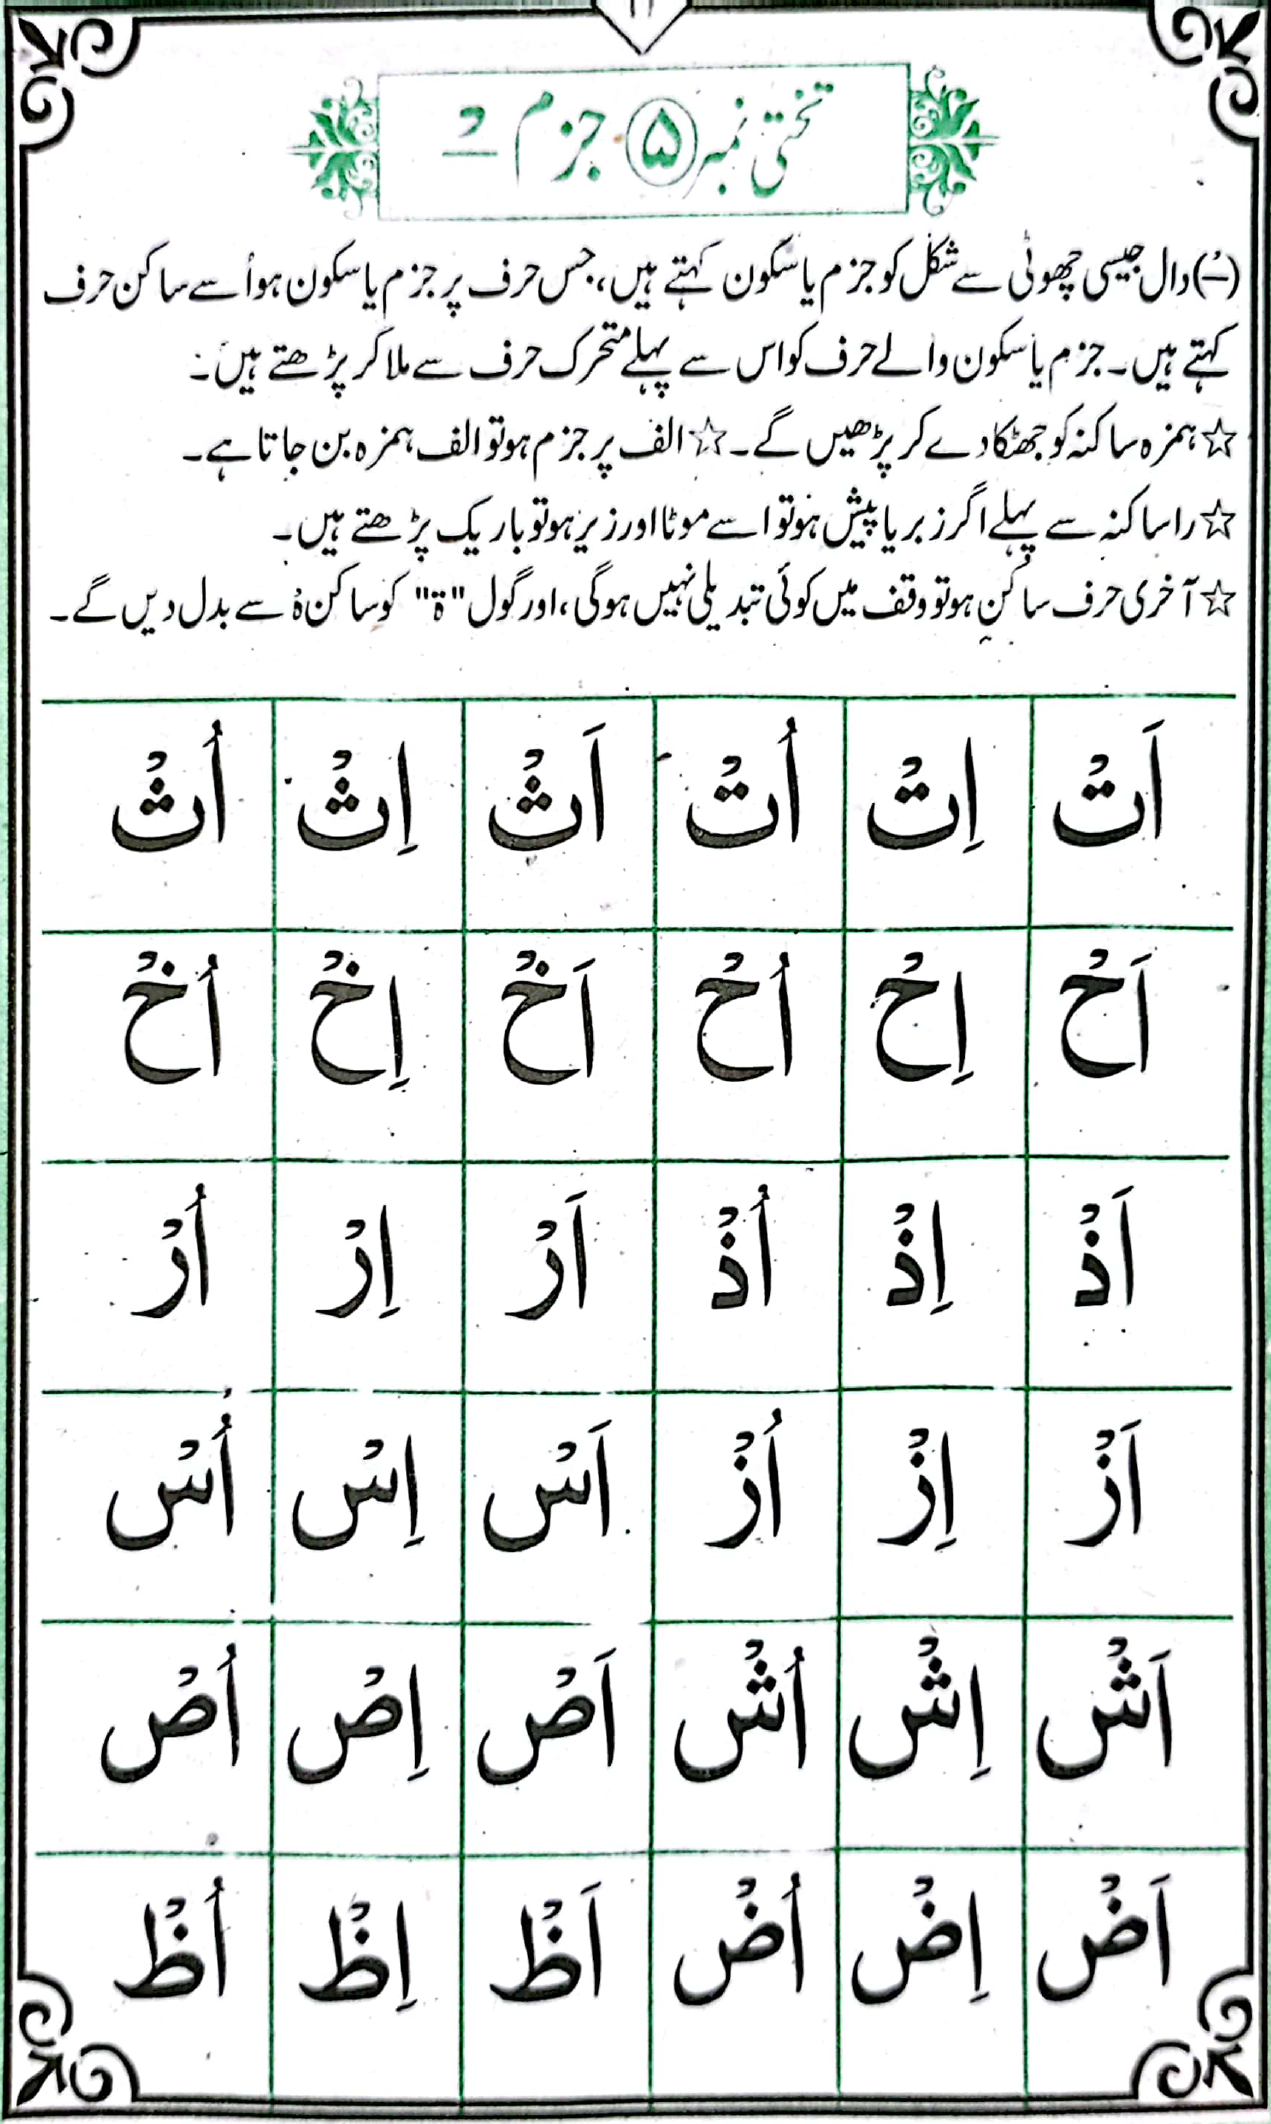 ۱۱
تختی نمبر ۵ جزم ـْ
(ـْ) دال جیسی چھوٹی سے شکل کو جزم یا سکون کہتے ہیں، جس حرف پر جزم یا سکون ہو اُسے ساکن حرف
کہتے ہیں۔ جزم یا سکون والے حرف کو اس سے پہلے متحرک حرف سے ملا کر پڑھتے ہیں۔
☆ ہمزہ ساکنہ کو جھٹکا دے کر پڑھیں گے۔ ☆ الف پر جزم ہو تو الف ہمزہ بن جاتا ہے۔
☆ را ساکنہ سے پہلے اگر زبر یا پیش ہو تو اسے موٹا اور زیر ہو تو باریک پڑھتے ہیں۔
☆ آخری حرف ساکن ہو تو وقف میں کوئی تبدیلی نہیں ہوگی، اور گول "ۃ" کو ساکن ہْ سے بدل دیں گے۔
اَتْ اِتْ اُتْ اَثْ اِثْ اُثْ
اَحْ اِحْ اُحْ اَخْ اِخْ اُخْ
اَذْ اِذْ اُذْ اَرْ اِرْ اُرْ
اَزْ اِزْ اُزْ اَسْ اِسْ اُسْ
اَشْ اِشْ اُشْ اَصْ اِصْ اُصْ
اَضْ اِضْ اُضْ اَظْ اِظْ اُظْ